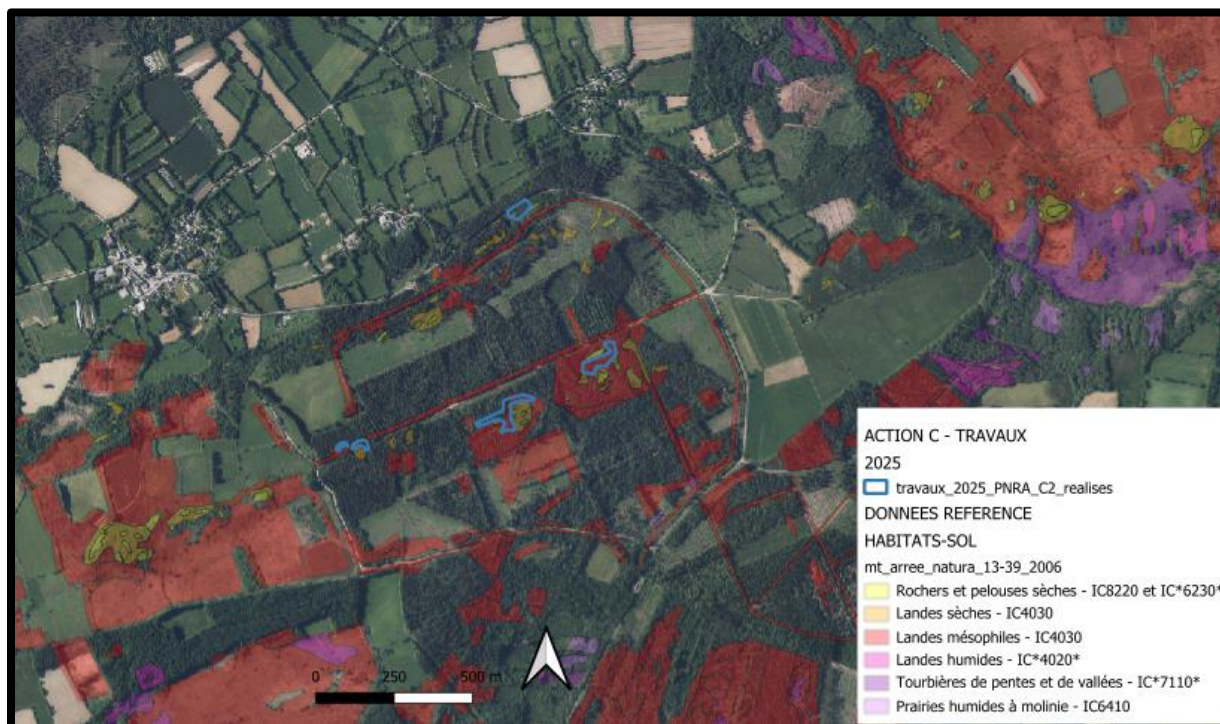 ACTION C - TRAVAUX
2025
travaux_2025_PNRA_C2_realises
DONNEES REFERENCE
HABITATS-SOL
mt_arree_natura_13-39_2006
Rochers et pelouses sèches - IC8220 et IC*6230*
Landes sèches - IC4030
Landes mésophiles - IC4030
Landes humides - IC*4020*
Tourbières de pentes et de vallées - IC*7110*
Prairies humides à molinie - IC6410
0 250 500 m